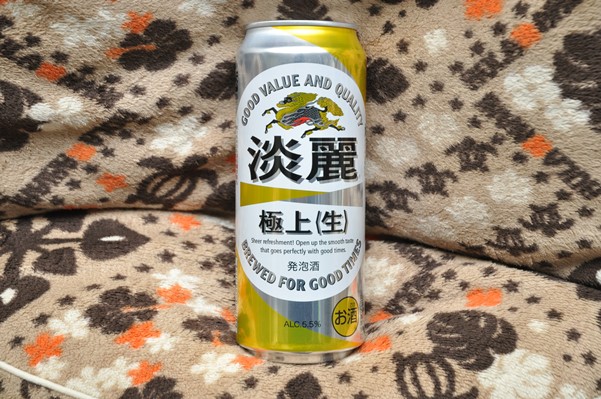 GOOD VALUE AND QUALITY
淡麗
極上〈生〉
Sheer refreshment! Open up the smooth taste
that goes perfectly with good times.
発泡酒
BREWED FOR GOOD TIMES
ALC.5.5%
お酒